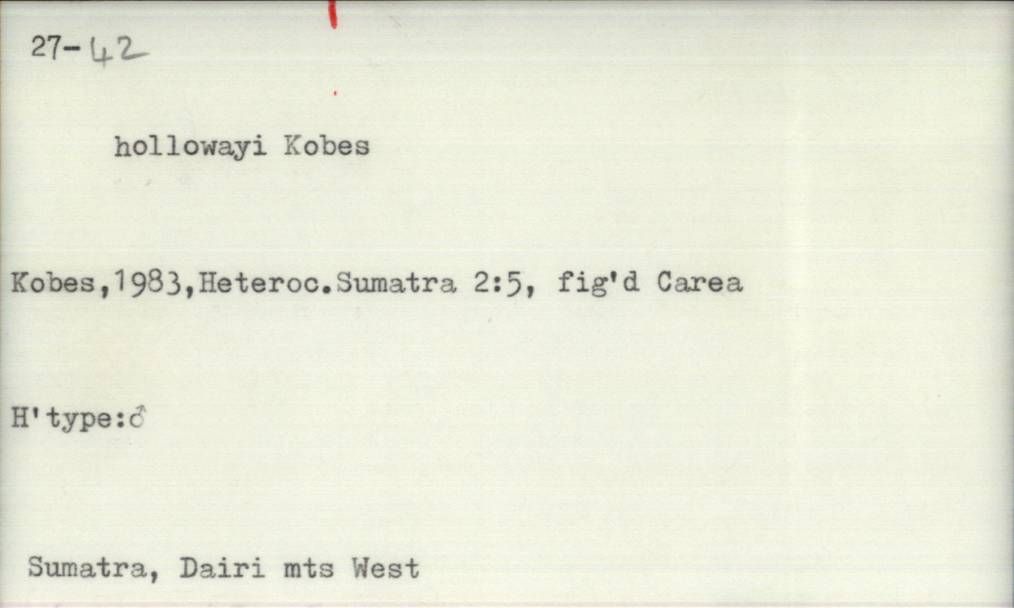 27-42
hollowayi Kobes
Kobes,1983,Heteroc.Sumatra 2:5, fig'd Carea
H'type:♂
Sumatra, Dairi mts West